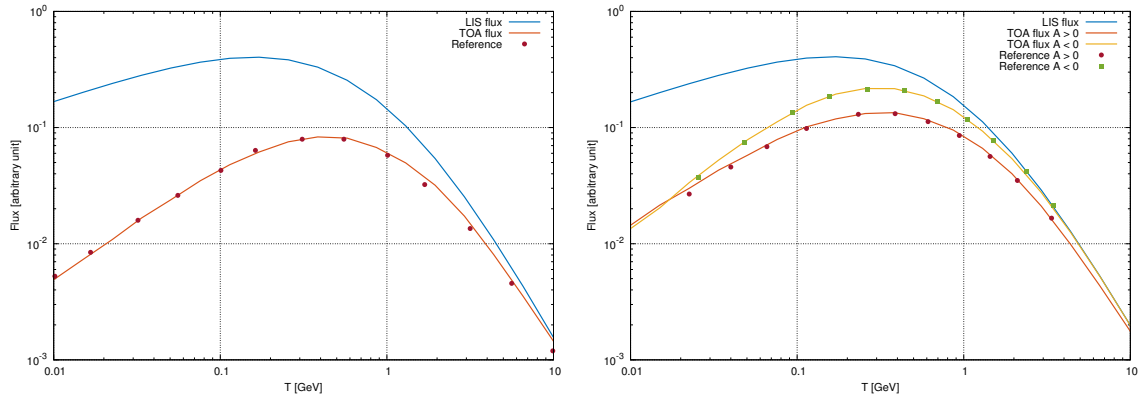 10^0
10^-1
10^-2
10^-3
Flux [arbitrary unit]
0.01
0.1
1
10
T [GeV]
LIS flux
TOA flux
Reference
10^0
10^-1
10^-2
10^-3
Flux [arbitrary unit]
0.01
0.1
1
10
T [GeV]
LIS flux
TOA flux A > 0
TOA flux A < 0
Reference A > 0
Reference A < 0